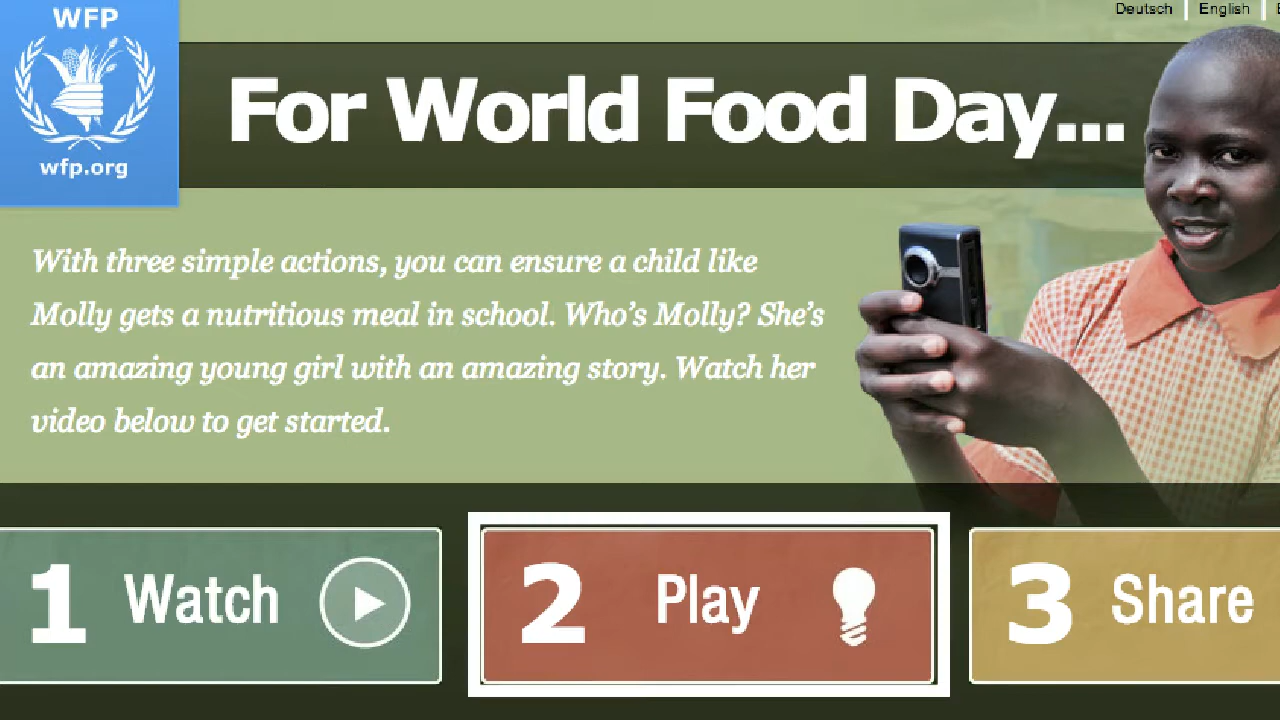 WFP
wfp.org
Deutsch
English
For World Food Day...
With three simple actions, you can ensure a child like
Molly gets a nutritious meal in school. Who’s Molly? She’s
an amazing young girl with an amazing story. Watch her
video below to get started.
1 Watch
2 Play
3 Share